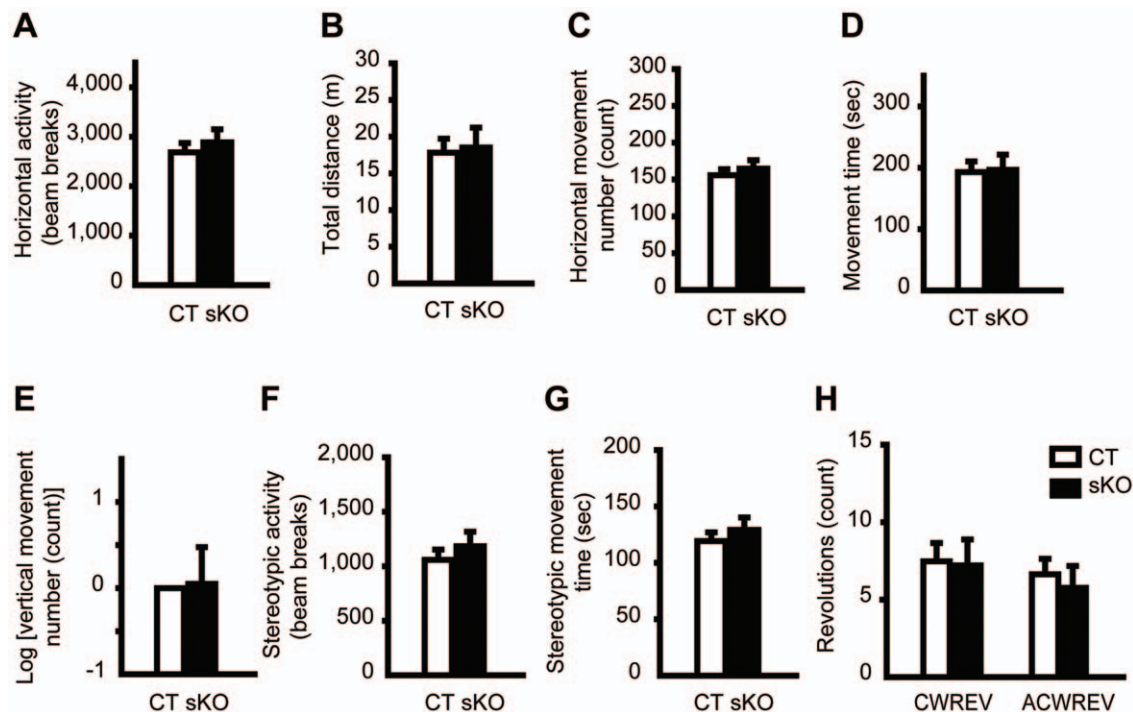 A
Horizontal activity
(beam breaks)
4,000
3,000
2,000
1,000
0
CT sKO
B
Total distance (m)
30
25
20
15
10
5
0
CT sKO
C
Horizontal movement
number (count)
300
250
200
150
100
50
0
CT sKO
D
Movement time (sec)
300
200
100
0
CT sKO
E
Log [vertical movement
number (count)]
1
0
-1
CT sKO
F
Stereotypic activity
(beam breaks)
2,000
1,500
1,000
500
0
CT sKO
G
Stereotypic movement
time (sec)
200
150
100
50
0
CT sKO
H
Revolutions (count)
15
10
5
0
CT
sKO
CWREV ACWREV